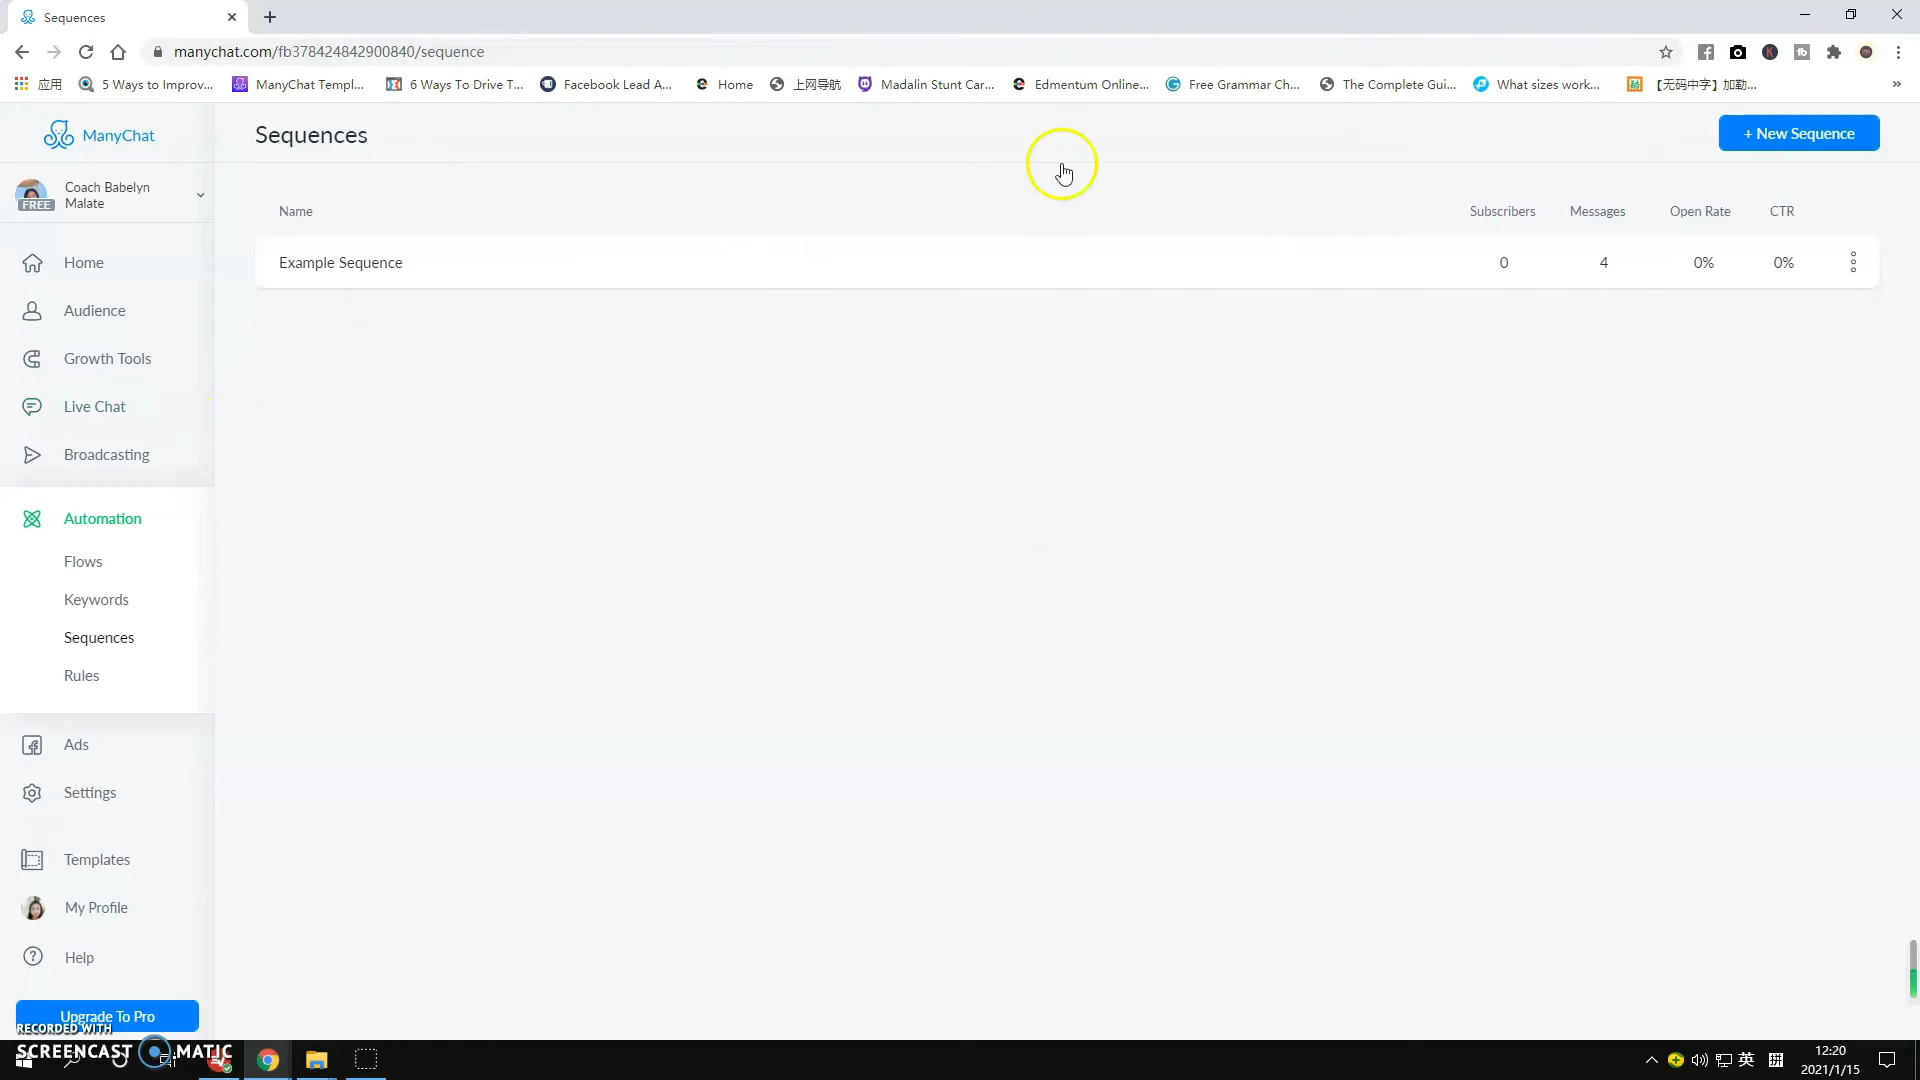 Sequences
manychat.com/fb378424842900840/sequence
应用
5 Ways to Improv...
ManyChat Templ...
6 Ways To Drive T...
Facebook Lead A...
Home
上网导航
Madalin Stunt Car...
Edmentum Online...
Free Grammar Ch...
The Complete Gui...
What sizes work...
【无码中字】加勒...
»
ManyChat
Sequences
+ New Sequence
Coach Babelyn
Malate
FREE
Name
Subscribers
Messages
Open Rate
CTR
Example Sequence
0
4
0%
0%
Home
Audience
Growth Tools
Live Chat
Broadcasting
Automation
Flows
Keywords
Sequences
Rules
Ads
Settings
Templates
My Profile
Help
Upgrade To Pro
RECORDED WITH
SCREENCAST MATIC
英
拼
12:20
2021/1/15